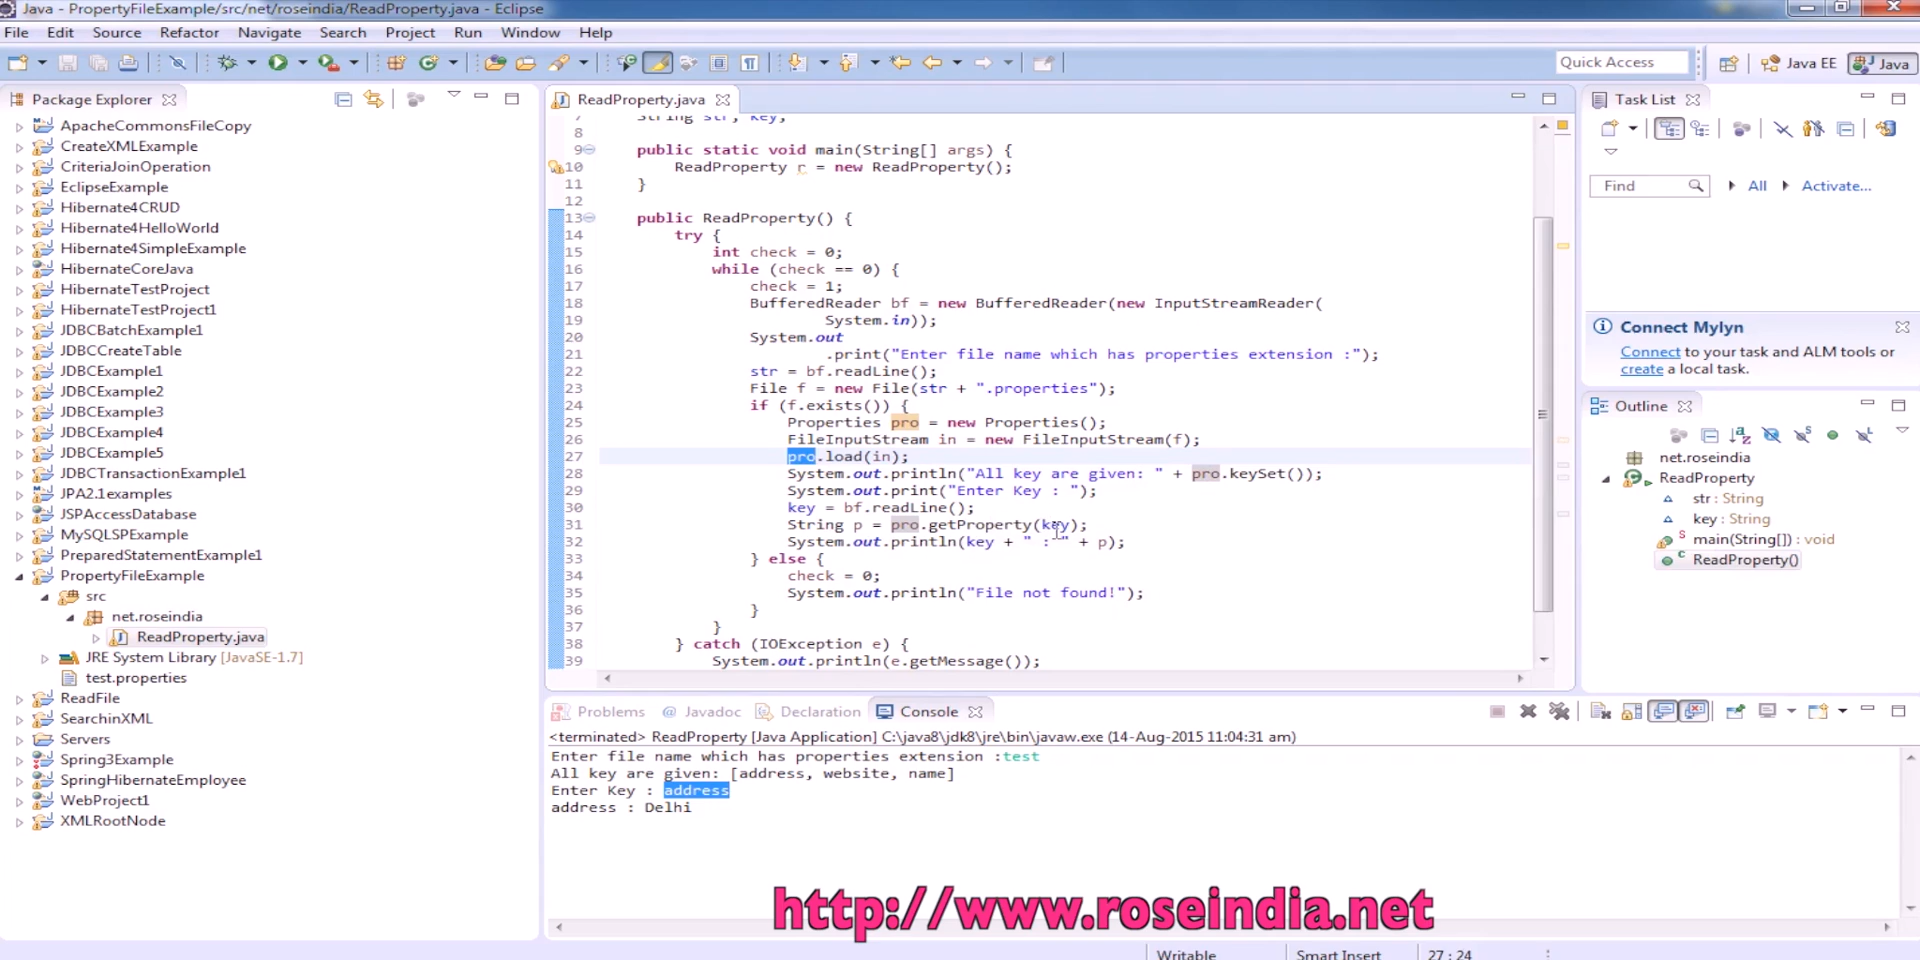 Java - PropertyFileExample/src/net/roseindia/ReadProperty.java - Eclipse
File Edit Source Refactor Navigate Search Project Run Window Help
Quick Access
Java EE
Java
Package Explorer
ApacheCommonsFileCopy
CreateXMLExample
CriteriaJoinOperation
EclipseExample
Hibernate4CRUD
Hibernate4HelloWorld
Hibernate4SimpleExample
HibernateCoreJava
HibernateTestProject
HibernateTestProject1
JDBCBatchExample1
JDBCCreateTable
JDBCExample1
JDBCExample2
JDBCExample3
JDBCExample4
JDBCExample5
JDBCTransactionExample1
JPA2.1examples
JSPAccessDatabase
MySQLSPExample
PreparedStatementExample1
PropertyFileExample
src
net.roseindia
ReadProperty.java
JRE System Library [JavaSE-1.7]
test.properties
ReadFile
SearchinXML
Servers
Spring3Example
SpringHibernateEmployee
WebProject1
XMLRootNode
ReadProperty.java
7 String str, key;
8
9 public static void main(String[] args) {
10 ReadProperty r = new ReadProperty();
11 }
12
13 public ReadProperty() {
14 try {
15 int check = 0;
16 while (check == 0) {
17 check = 1;
18 BufferedReader bf = new BufferedReader(new InputStreamReader(
19 System.in));
20 System.out
21 .print("Enter file name which has properties extension :");
22 str = bf.readLine();
23 File f = new File(str + ".properties");
24 if (f.exists()) {
25 Properties pro = new Properties();
26 FileInputStream in = new FileInputStream(f);
27 pro.load(in);
28 System.out.println("All key are given: " + pro.keySet());
29 System.out.print("Enter Key : ");
30 key = bf.readLine();
31 String p = pro.getProperty(key);
32 System.out.println(key + " : " + p);
33 } else {
34 check = 0;
35 System.out.println("File not found!");
36 }
37 }
38 } catch (IOException e) {
39 System.out.println(e.getMessage());
Task List
Find
All
Activate...
Connect Mylyn
Connect to your task and ALM tools or
create a local task.
Outline
net.roseindia
ReadProperty
str : String
key : String
main(String[]) : void
ReadProperty()
Problems @ Javadoc Declaration Console
<terminated> ReadProperty [Java Application] C:\java8\jdk8\jre\bin\javaw.exe (14-Aug-2015 11:04:31 am)
Enter file name which has properties extension :test
All key are given: [address, website, name]
Enter Key : address
address : Delhi
http://www.roseindia.net
Writable
Smart Insert
27 : 24